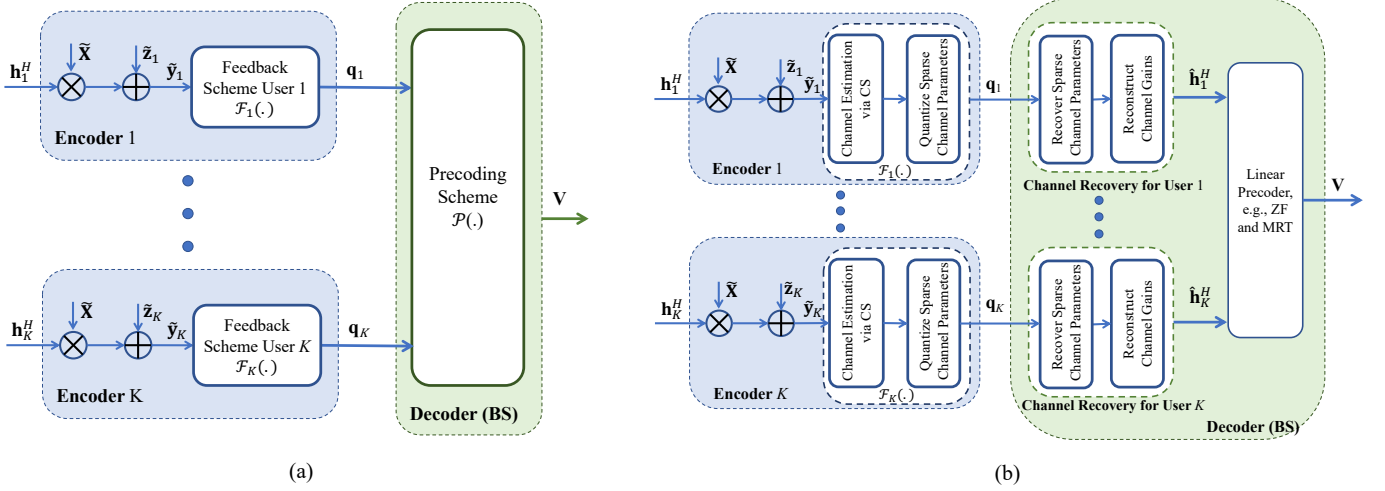 𝐡₁ᴴ
X̃
z̃₁
ỹ₁
Feedback
Scheme User 1
ℱ₁(.)
q₁
Encoder 1
Precoding
Scheme
𝒫(.)
V
𝐡_Kᴴ
X̃
z̃_K
ỹ_K
Feedback
Scheme User K
ℱ_K(.)
q_K
Encoder K
Decoder (BS)
(a)
𝐡₁ᴴ
X̃
z̃₁
ỹ₁
Channel Estimation
via CS
Quantize Sparse
Channel Parameters
ℱ₁(.)
Encoder 1
q₁
Recover Sparse
Channel Parameters
Reconstruct
Channel Gains
Channel Recovery for User 1
ĥ₁ᴴ
Linear
Precoder,
e.g., ZF
and MRT
V
𝐡_Kᴴ
X̃
z̃_K
ỹ_K
Channel Estimation
via CS
Quantize Sparse
Channel Parameters
ℱ_K(.)
Encoder K
q_K
Recover Sparse
Channel Parameters
Reconstruct
Channel Gains
Channel Recovery for User K
ĥ_Kᴴ
Decoder (BS)
(b)